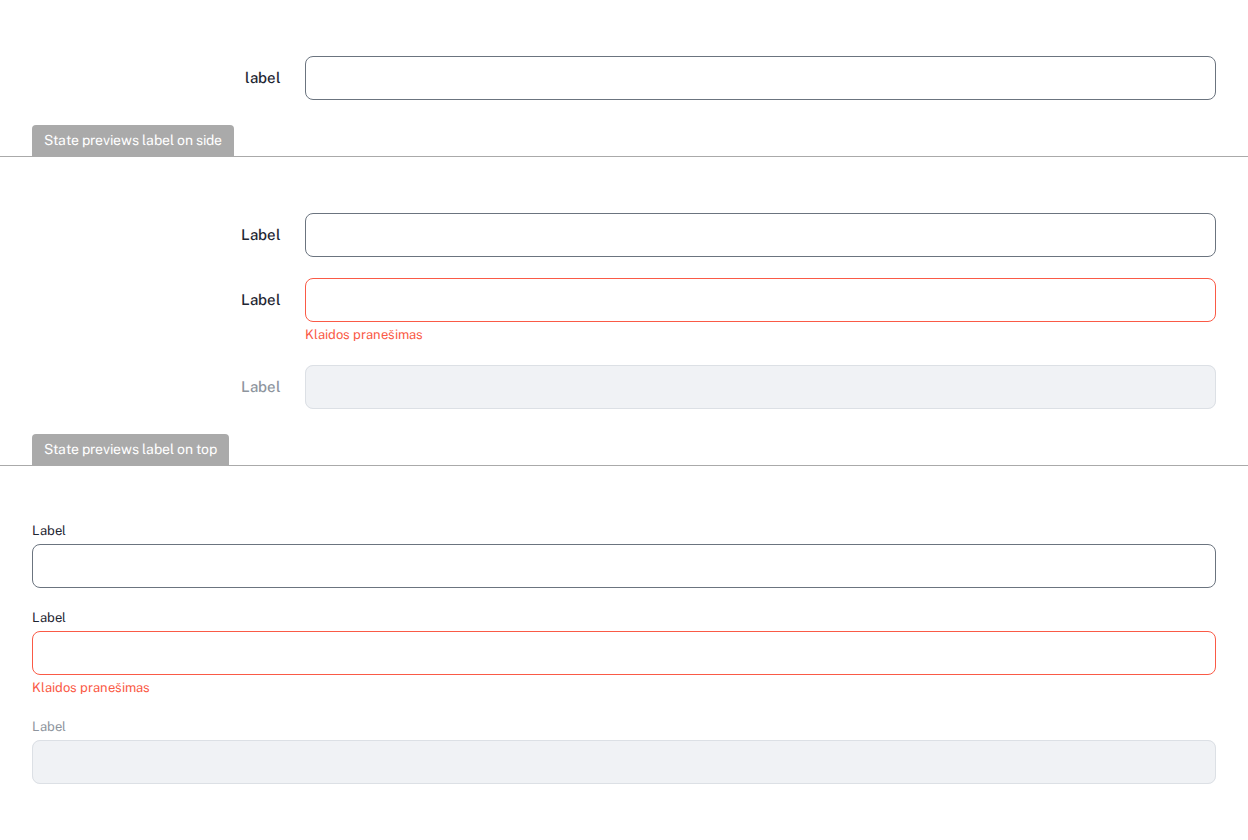 label
State previews label on side
Label
Label
Klaidos pranešimas
Label
State previews label on top
Label
Label
Klaidos pranešimas
Label